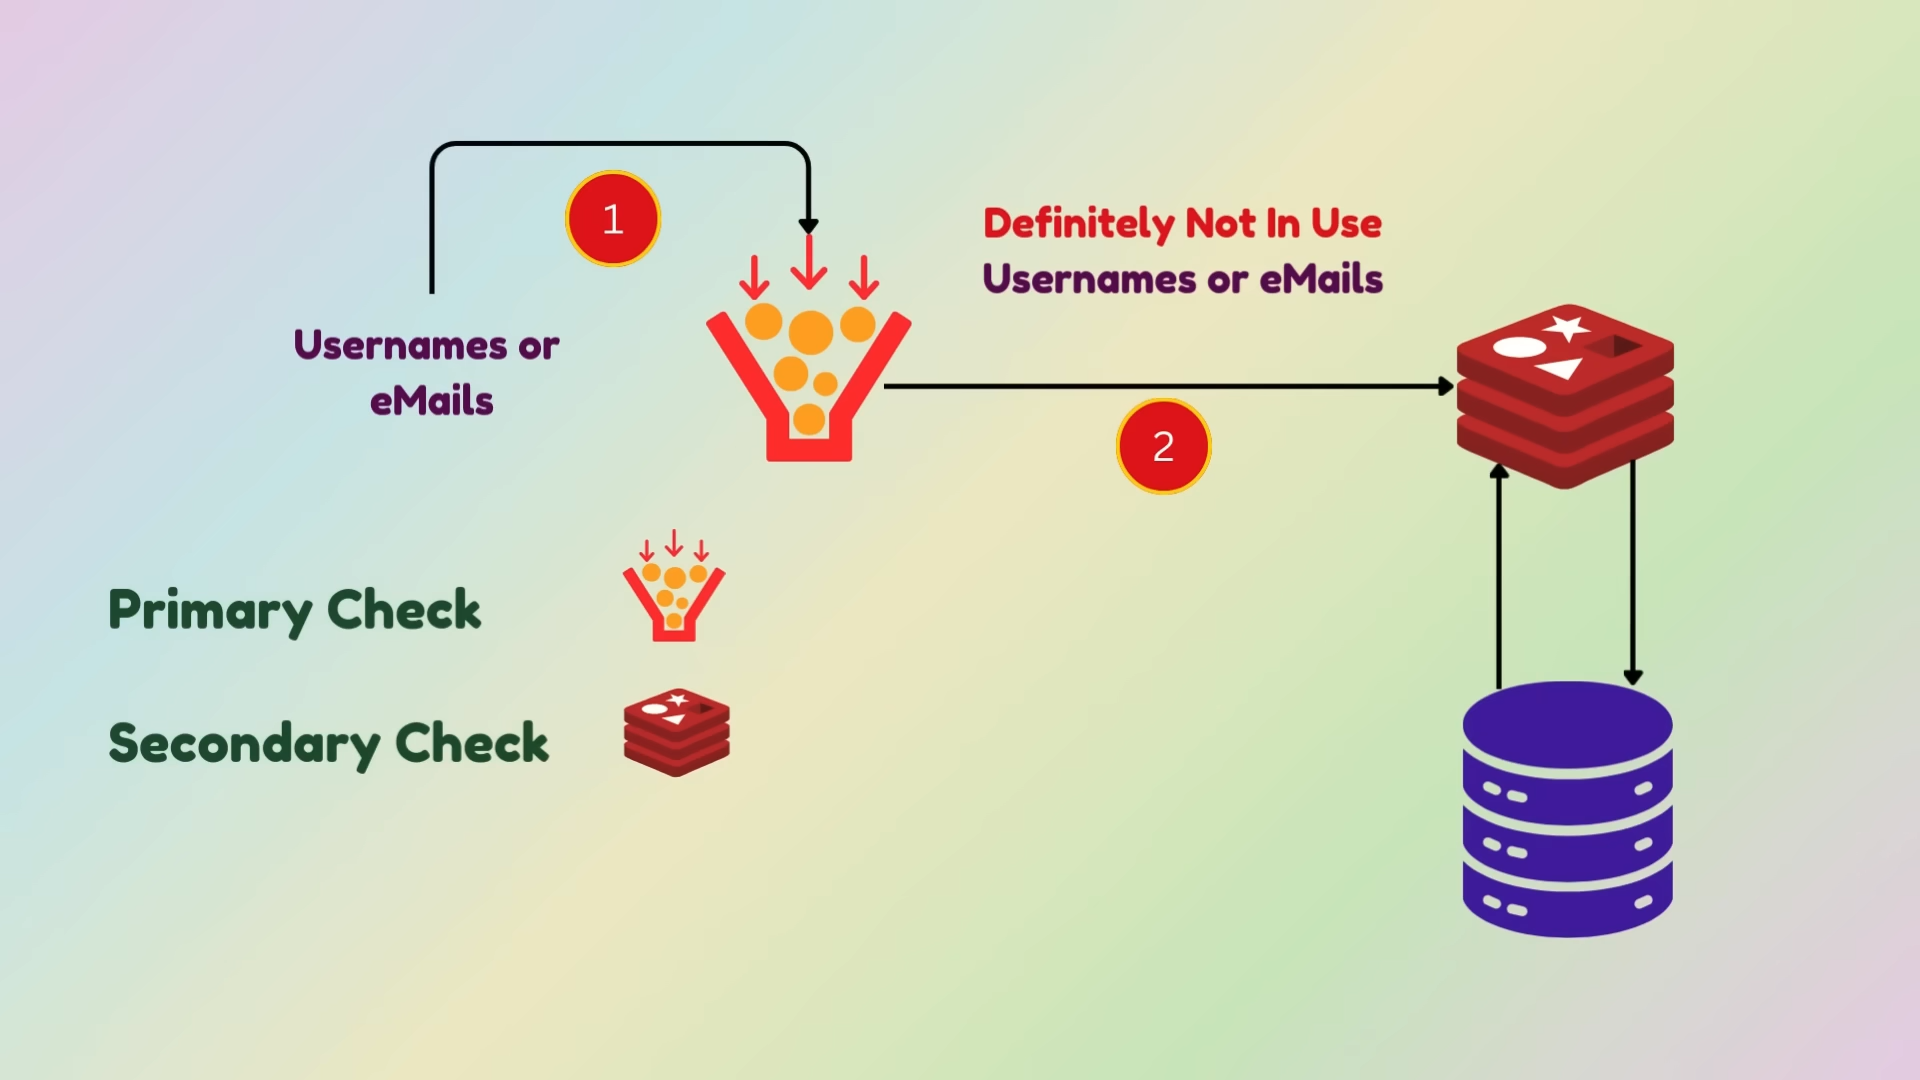 1
Definitely Not In Use
Usernames or eMails
Usernames or
eMails
2
Primary Check
Secondary Check